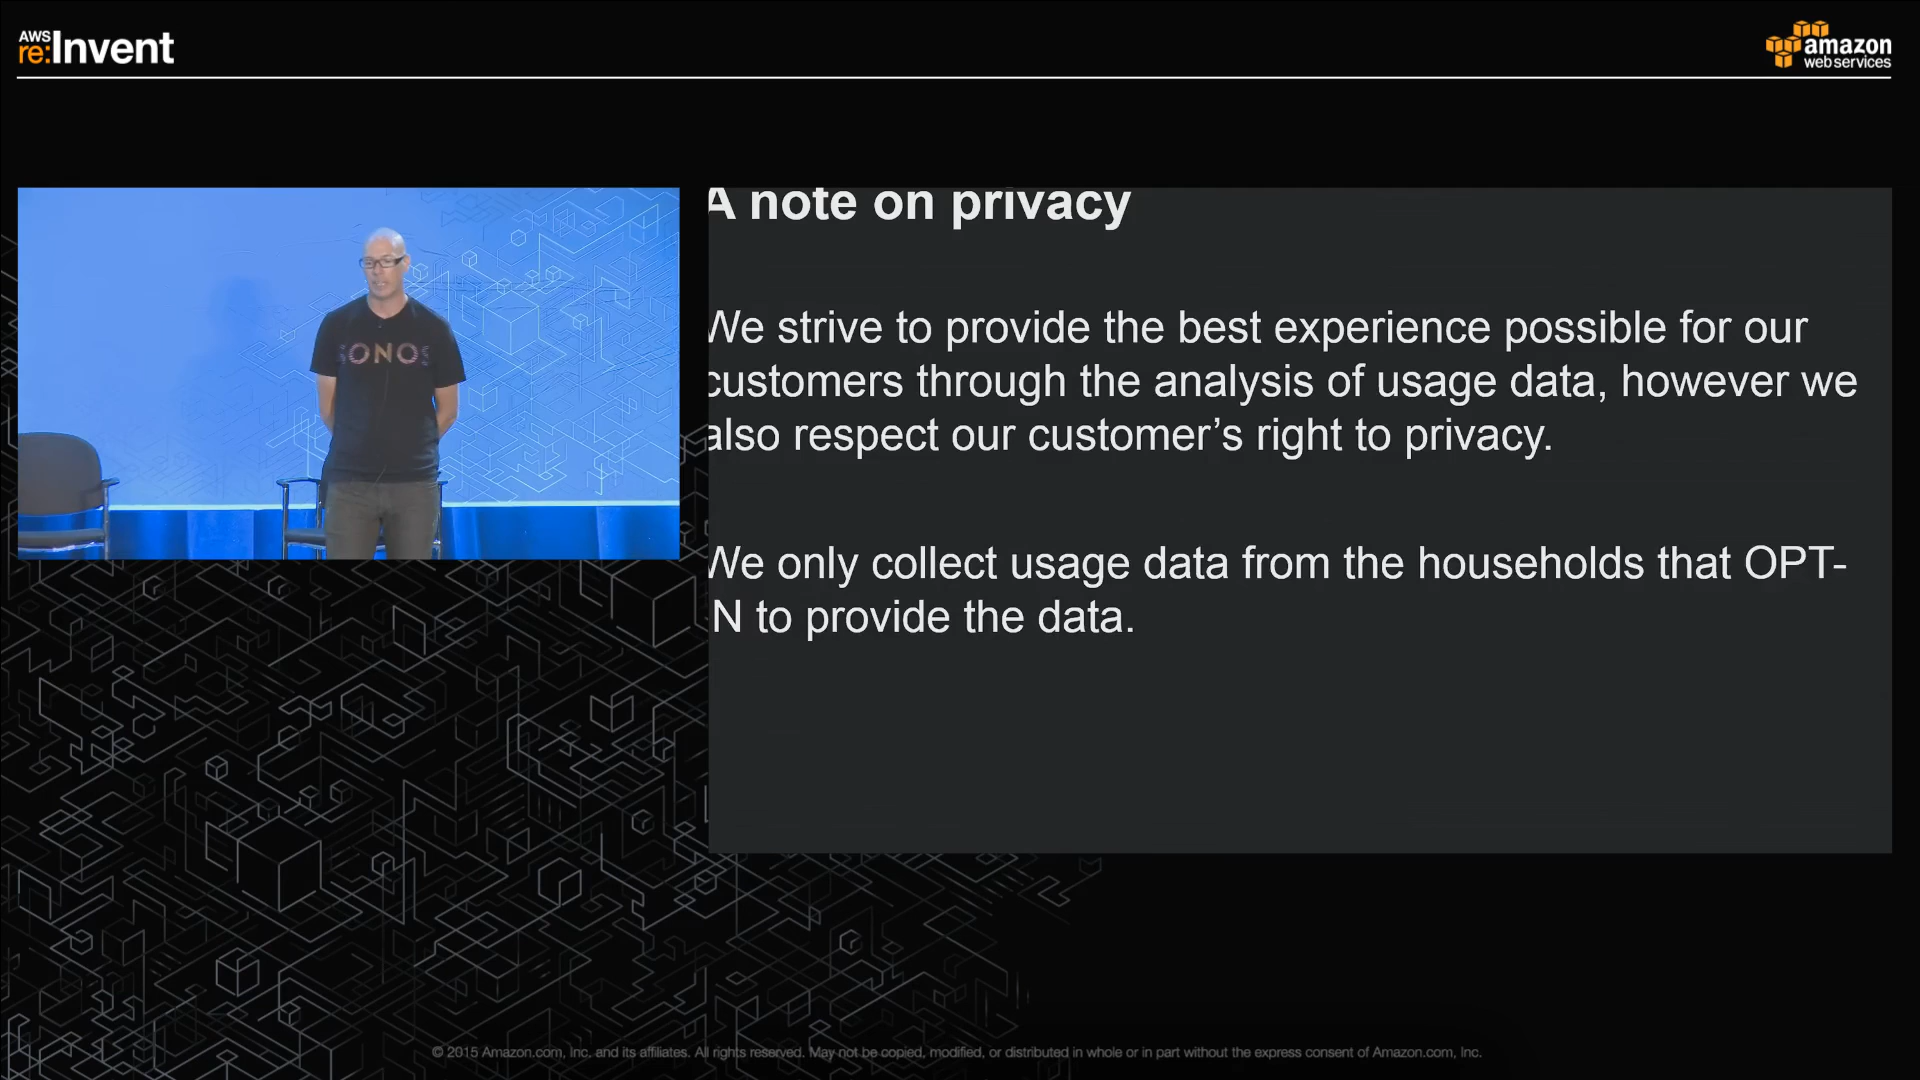 AWS
re:Invent
amazon
web services
SONOS
A note on privacy
We strive to provide the best experience possible for our
customers through the analysis of usage data, however we
also respect our customer’s right to privacy.
We only collect usage data from the households that OPT-
N to provide the data.
© 2015 Amazon.com, Inc. and its affiliates. All rights reserved. May not be copied, modified, or distributed in whole or in part without the express consent of Amazon.com, Inc.